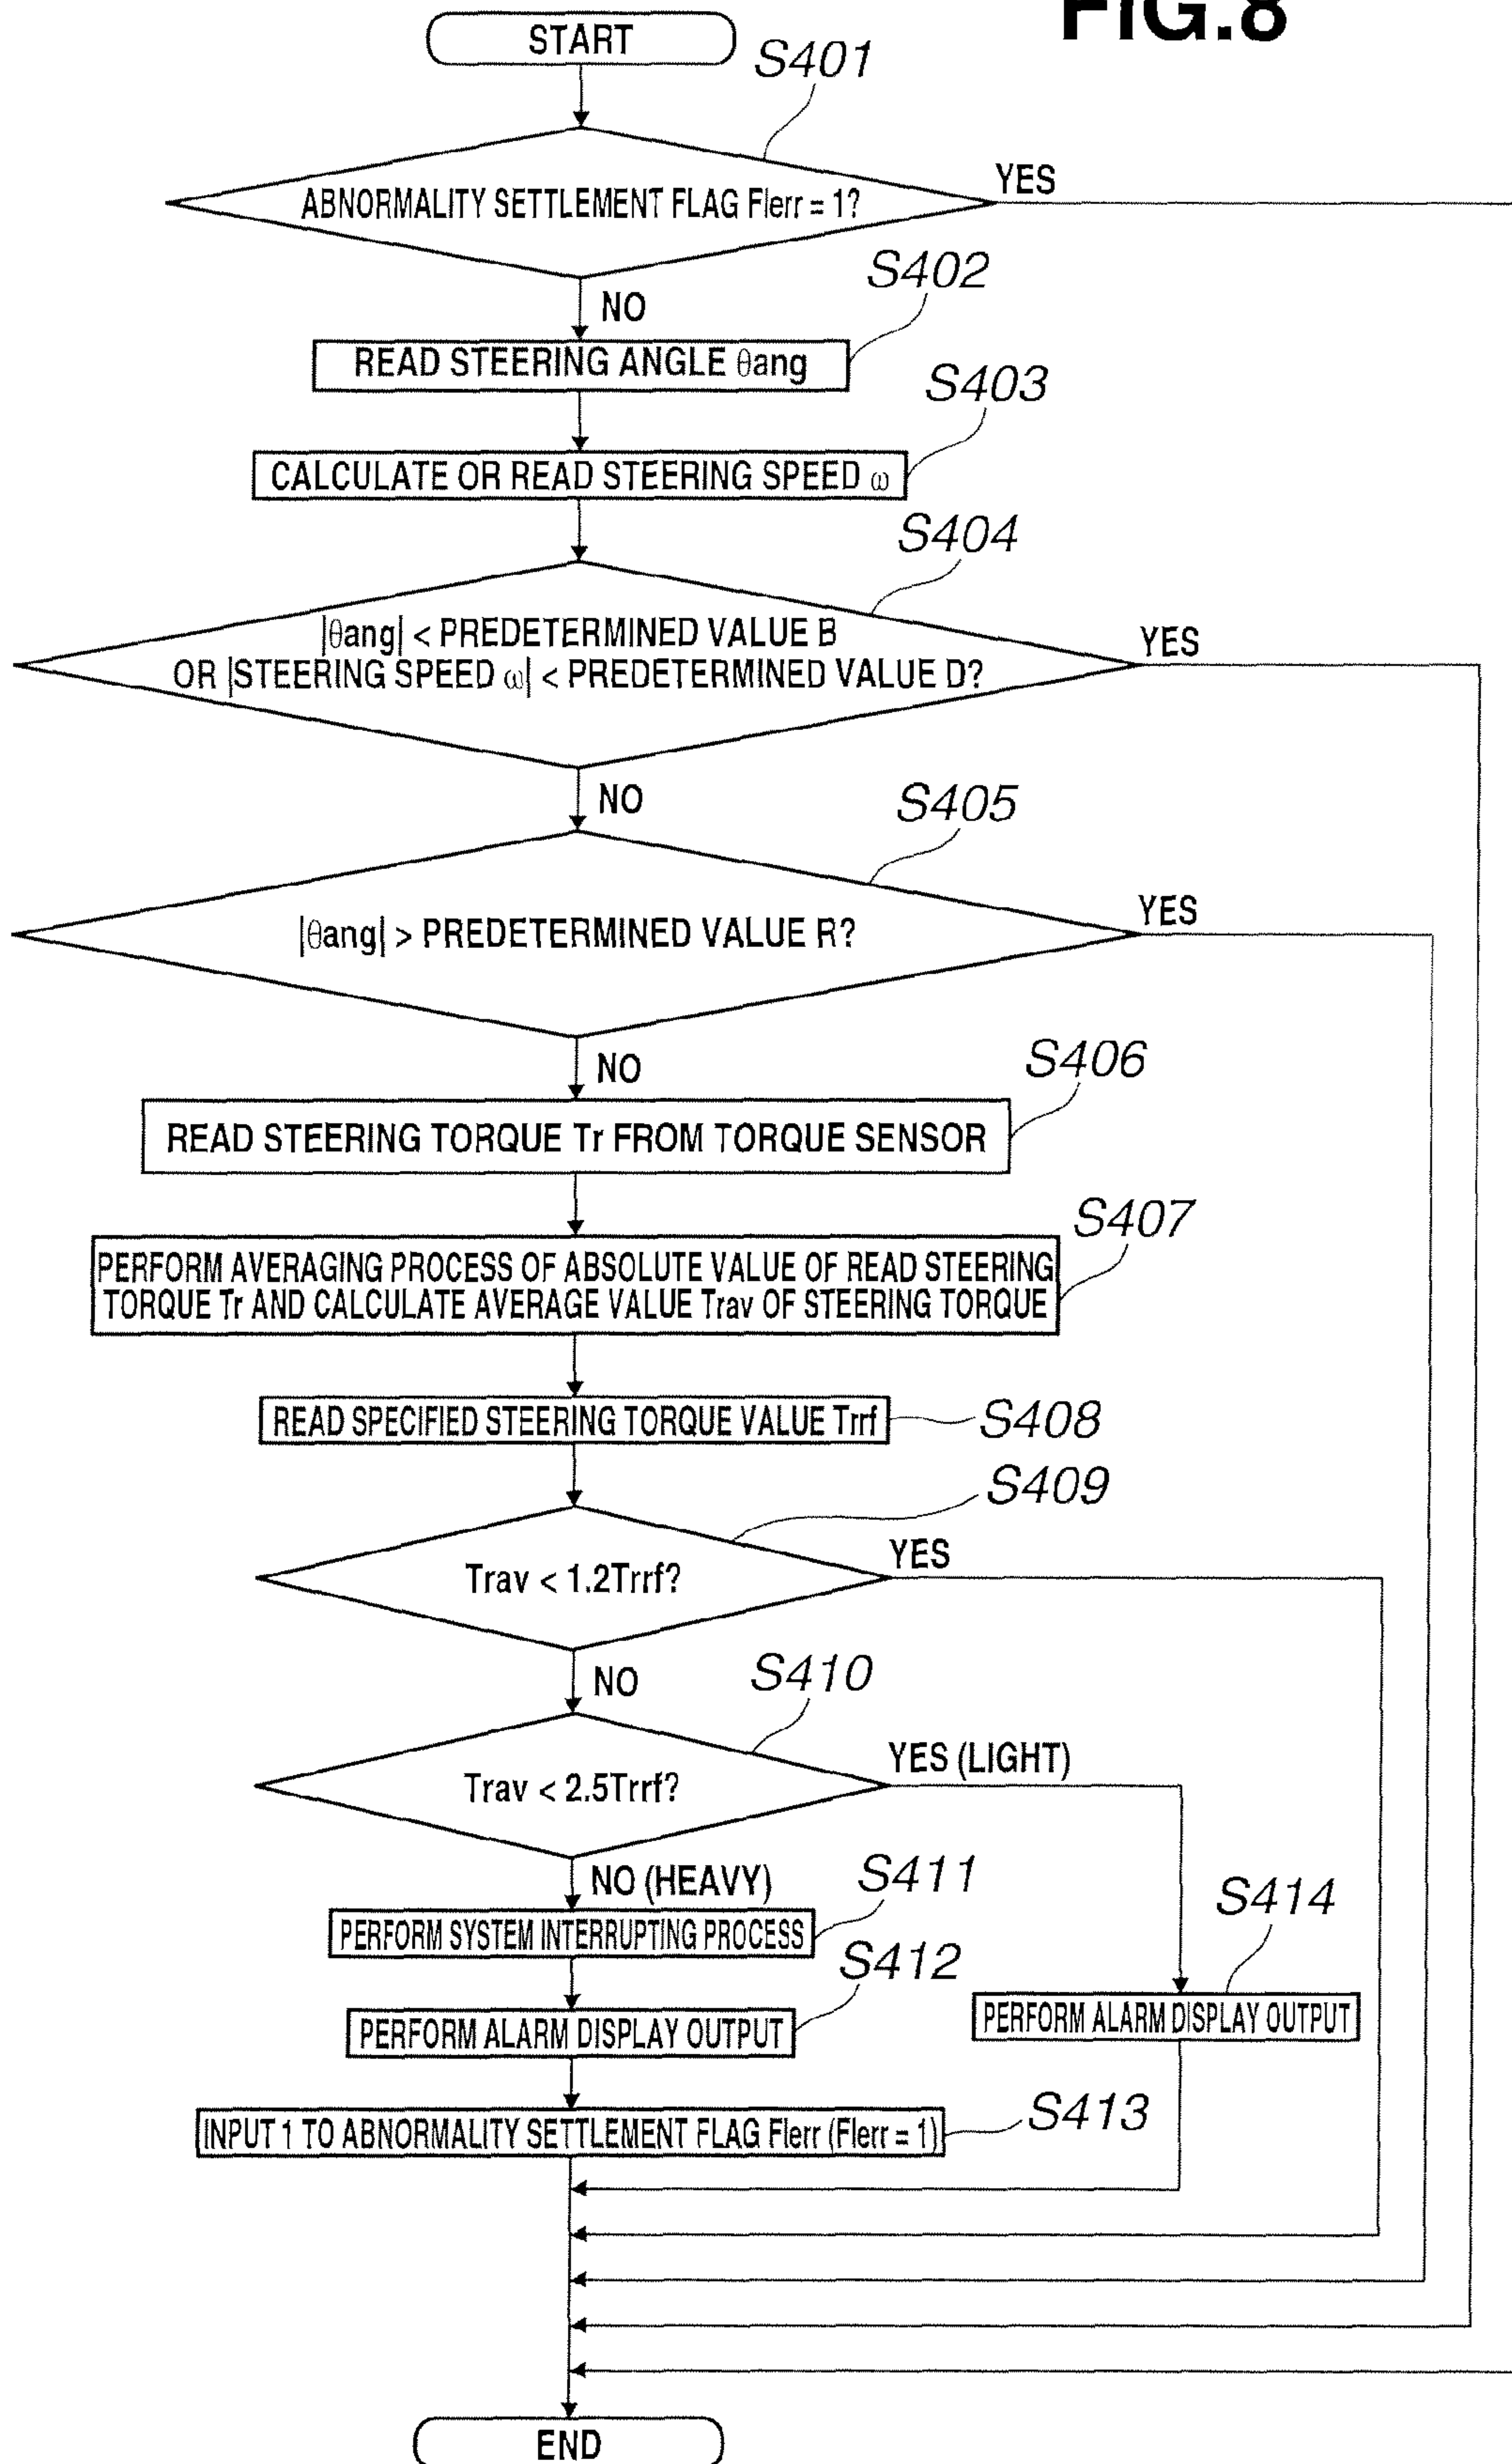 FIG.8
START
S401
ABNORMALITY SETTLEMENT FLAG Flerr = 1?
YES
NO
S402
READ STEERING ANGLE θang
S403
CALCULATE OR READ STEERING SPEED ω
S404
|θang| < PREDETERMINED VALUE B
OR |STEERING SPEED ω| < PREDETERMINED VALUE D?
YES
NO
S405
|θang| > PREDETERMINED VALUE R?
YES
NO
S406
READ STEERING TORQUE Tr FROM TORQUE SENSOR
S407
PERFORM AVERAGING PROCESS OF ABSOLUTE VALUE OF READ STEERING
TORQUE Tr AND CALCULATE AVERAGE VALUE Trav OF STEERING TORQUE
READ SPECIFIED STEERING TORQUE VALUE Trrf
S408
S409
Trav < 1.2Trrf?
YES
NO
S410
Trav < 2.5Trrf?
YES (LIGHT)
NO (HEAVY)
S411
PERFORM SYSTEM INTERRUPTING PROCESS
S412
PERFORM ALARM DISPLAY OUTPUT
S414
PERFORM ALARM DISPLAY OUTPUT
S413
INPUT 1 TO ABNORMALITY SETTLEMENT FLAG Flerr (Flerr = 1)
END